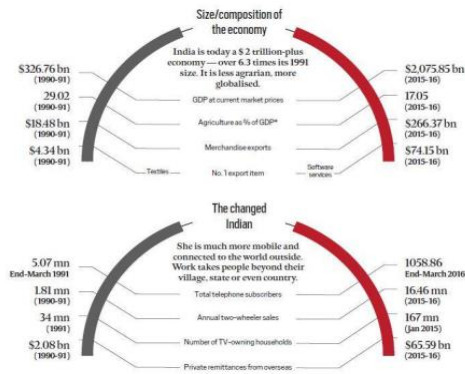 Size/composition of
the economy
India is today a $ 2 trillion-plus
economy — over 6.3 times its 1991
size. It is less agrarian, more
globalised.
$326.76 bn
(1990-91)
GDP at current market prices
$2,075.85 bn
(2015-16)
29.02
(1990-91)
Agriculture as % of GDP*
17.05
(2015-16)
$18.48 bn
(1990-91)
Merchandise exports
$266.37 bn
(2015-16)
$4.34 bn
(1990-91)
Textiles
No. 1 export item
Software
services
$74.15 bn
(2015-16)
The changed
Indian
She is much more mobile and
connected to the world outside.
Work takes people beyond their
village, state or even country.
5.07 mn
End-March 1991
Total telephone subscribers
1058.86
End-March 2016
1.81 mn
(1990-91)
Annual two-wheeler sales
16.46 mn
(2015-16)
34 mn
(1991)
Number of TV-owning households
167 mn
(Jan 2015)
$2.08 bn
(1990-91)
Private remittances from overseas
$65.59 bn
(2015-16)